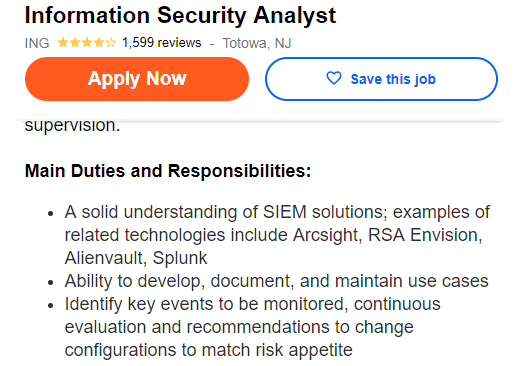 Information Security Analyst
ING 1,599 reviews - Totowa, NJ
Apply Now Save this job
supervision.
Main Duties and Responsibilities:
• A solid understanding of SIEM solutions; examples of
related technologies include Arcsight, RSA Envision,
Alienvault, Splunk
• Ability to develop, document, and maintain use cases
• Identify key events to be monitored, continuous
evaluation and recommendations to change
configurations to match risk appetite